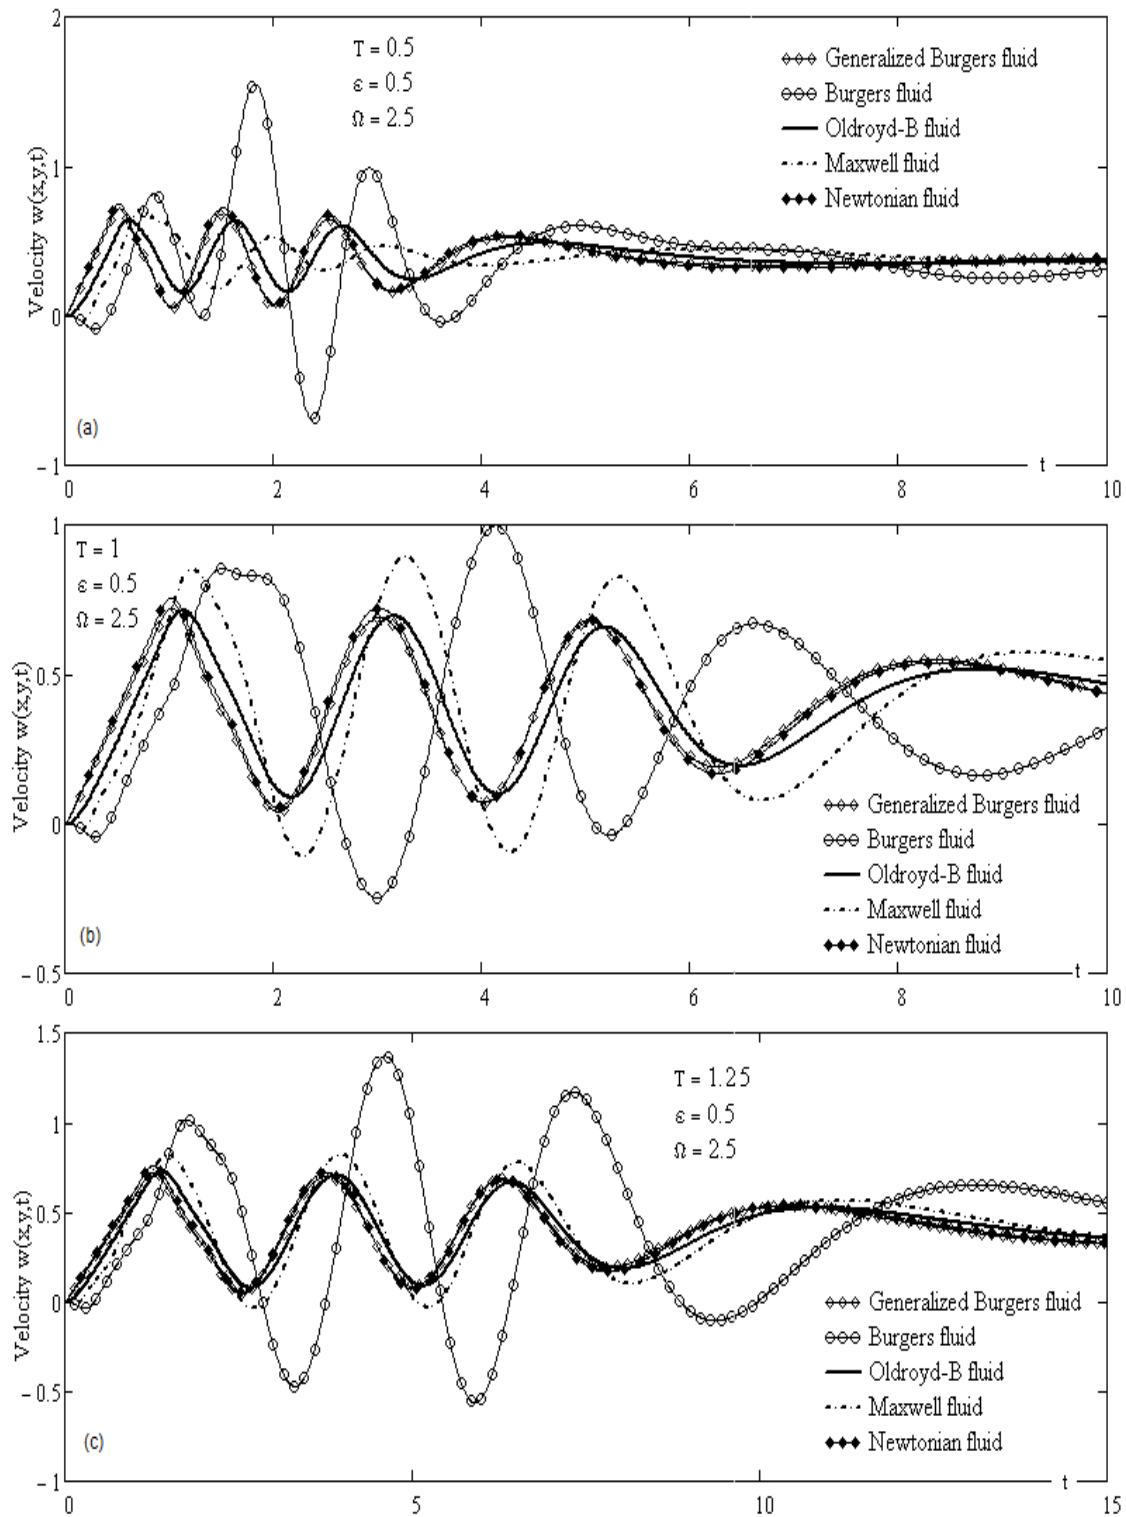 2
T = 0.5
ε = 0.5
Ω = 2.5
Generalized Burgers fluid
Burgers fluid
Oldroyd-B fluid
Maxwell fluid
Newtonian fluid
1
Velocity w(x,y,t)
0
(a)
t
– 1
0 2 4 6 8 10
1
T = 1
ε = 0.5
Ω = 2.5
0.5
Velocity w(x,y,t)
Generalized Burgers fluid
Burgers fluid
Oldroyd-B fluid
Maxwell fluid
Newtonian fluid
0
(b)
t
– 0.5
0 2 4 6 8 10
1.5
T = 1.25
ε = 0.5
Ω = 2.5
1
0.5
Velocity w(x,y,t)
0
Generalized Burgers fluid
Burgers fluid
Oldroyd-B fluid
Maxwell fluid
Newtonian fluid
– 0.5
(c)
t
– 1
0 5 10 15